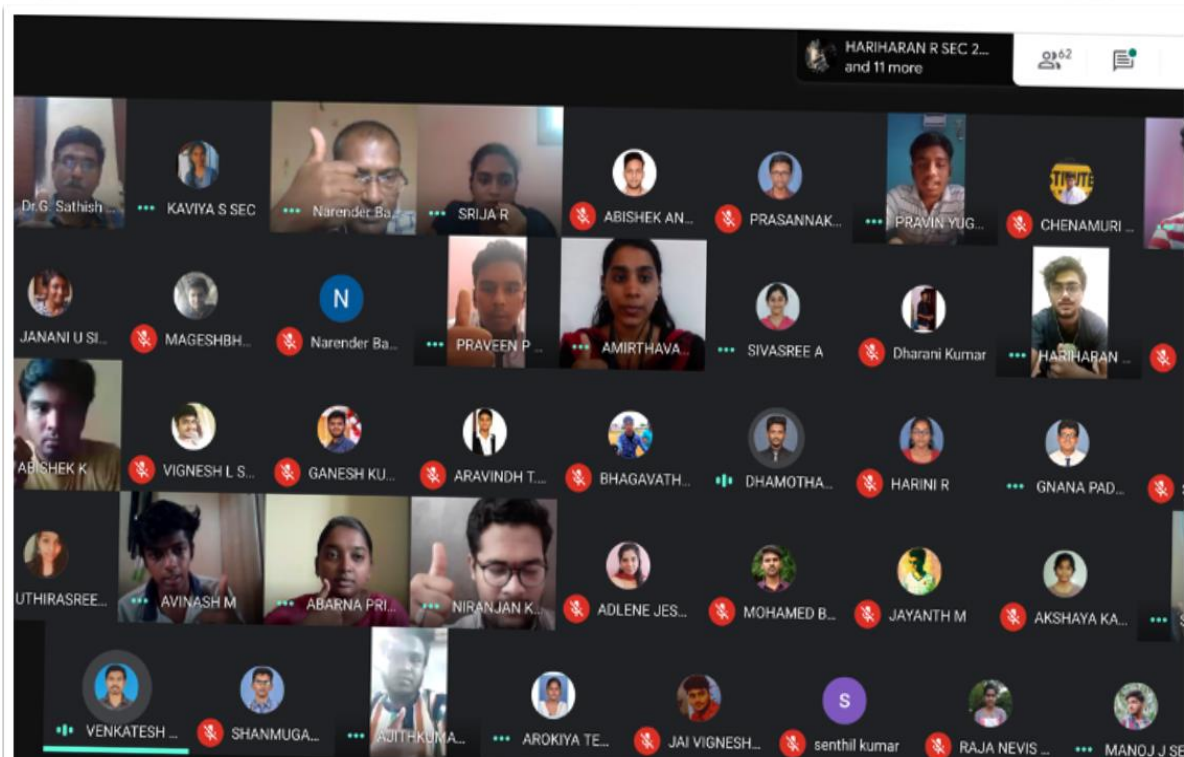 HARIHARAN R SEC 2...
and 11 more
62
Dr.G. Sathish ...
KAVIYA S SEC
Narender Ba...
SRIJA R
ABISHEK AN...
PRASANNAK...
PRAVIN YUG...
CHENAMURI ...
JANANI U SI...
MAGESHBH...
N
Narender Ba...
PRAVEEN P ...
AMIRTHAVA...
SIVASREE A
Dharani Kumar
HARIHARAN ...
ABISHEK K
VIGNESH L S...
GANESH KU...
ARAVINDH T....
BHAGAVATH...
DHAMOTHA...
HARINI R
GNANA PAD...
UTHIRASREE...
AVINASH M
ABARNA PRI...
NIRANJAN K...
ADLENE JES...
MOHAMED B...
JAYANTH M
AKSHAYA KA...
VENKATESH ...
SHANMUGA...
AJITHKUMA...
AROKIYA TE...
JAI VIGNESH...
S
senthil kumar
RAJA NEVIS ...
MANOJ J SE